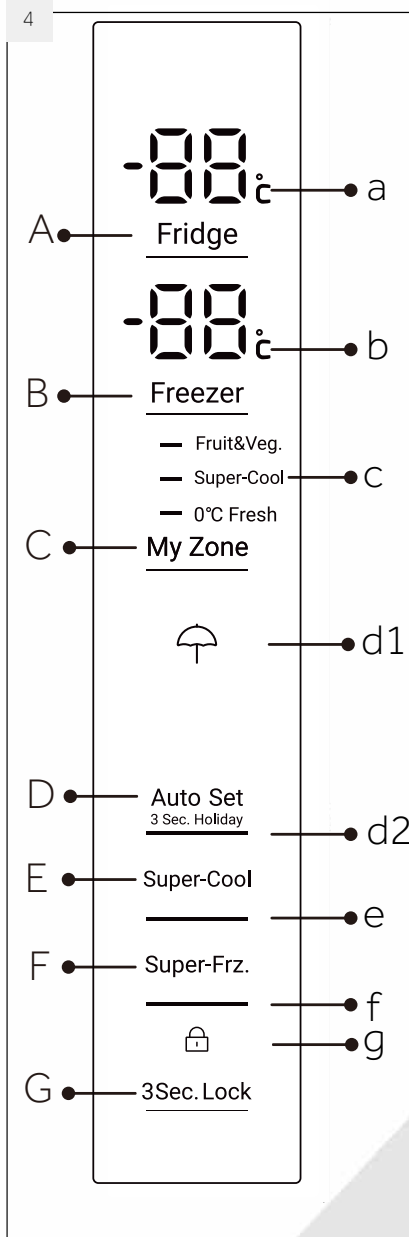 4
-88°c a
A Fridge
-88°c b
B Freezer
Fruit&Veg.
Super-Cool c
0°C Fresh
C My Zone
d1
D Auto Set
3 Sec. Holiday
d2
E Super-Cool
e
F Super-Frz.
f
g
G 3Sec. Lock